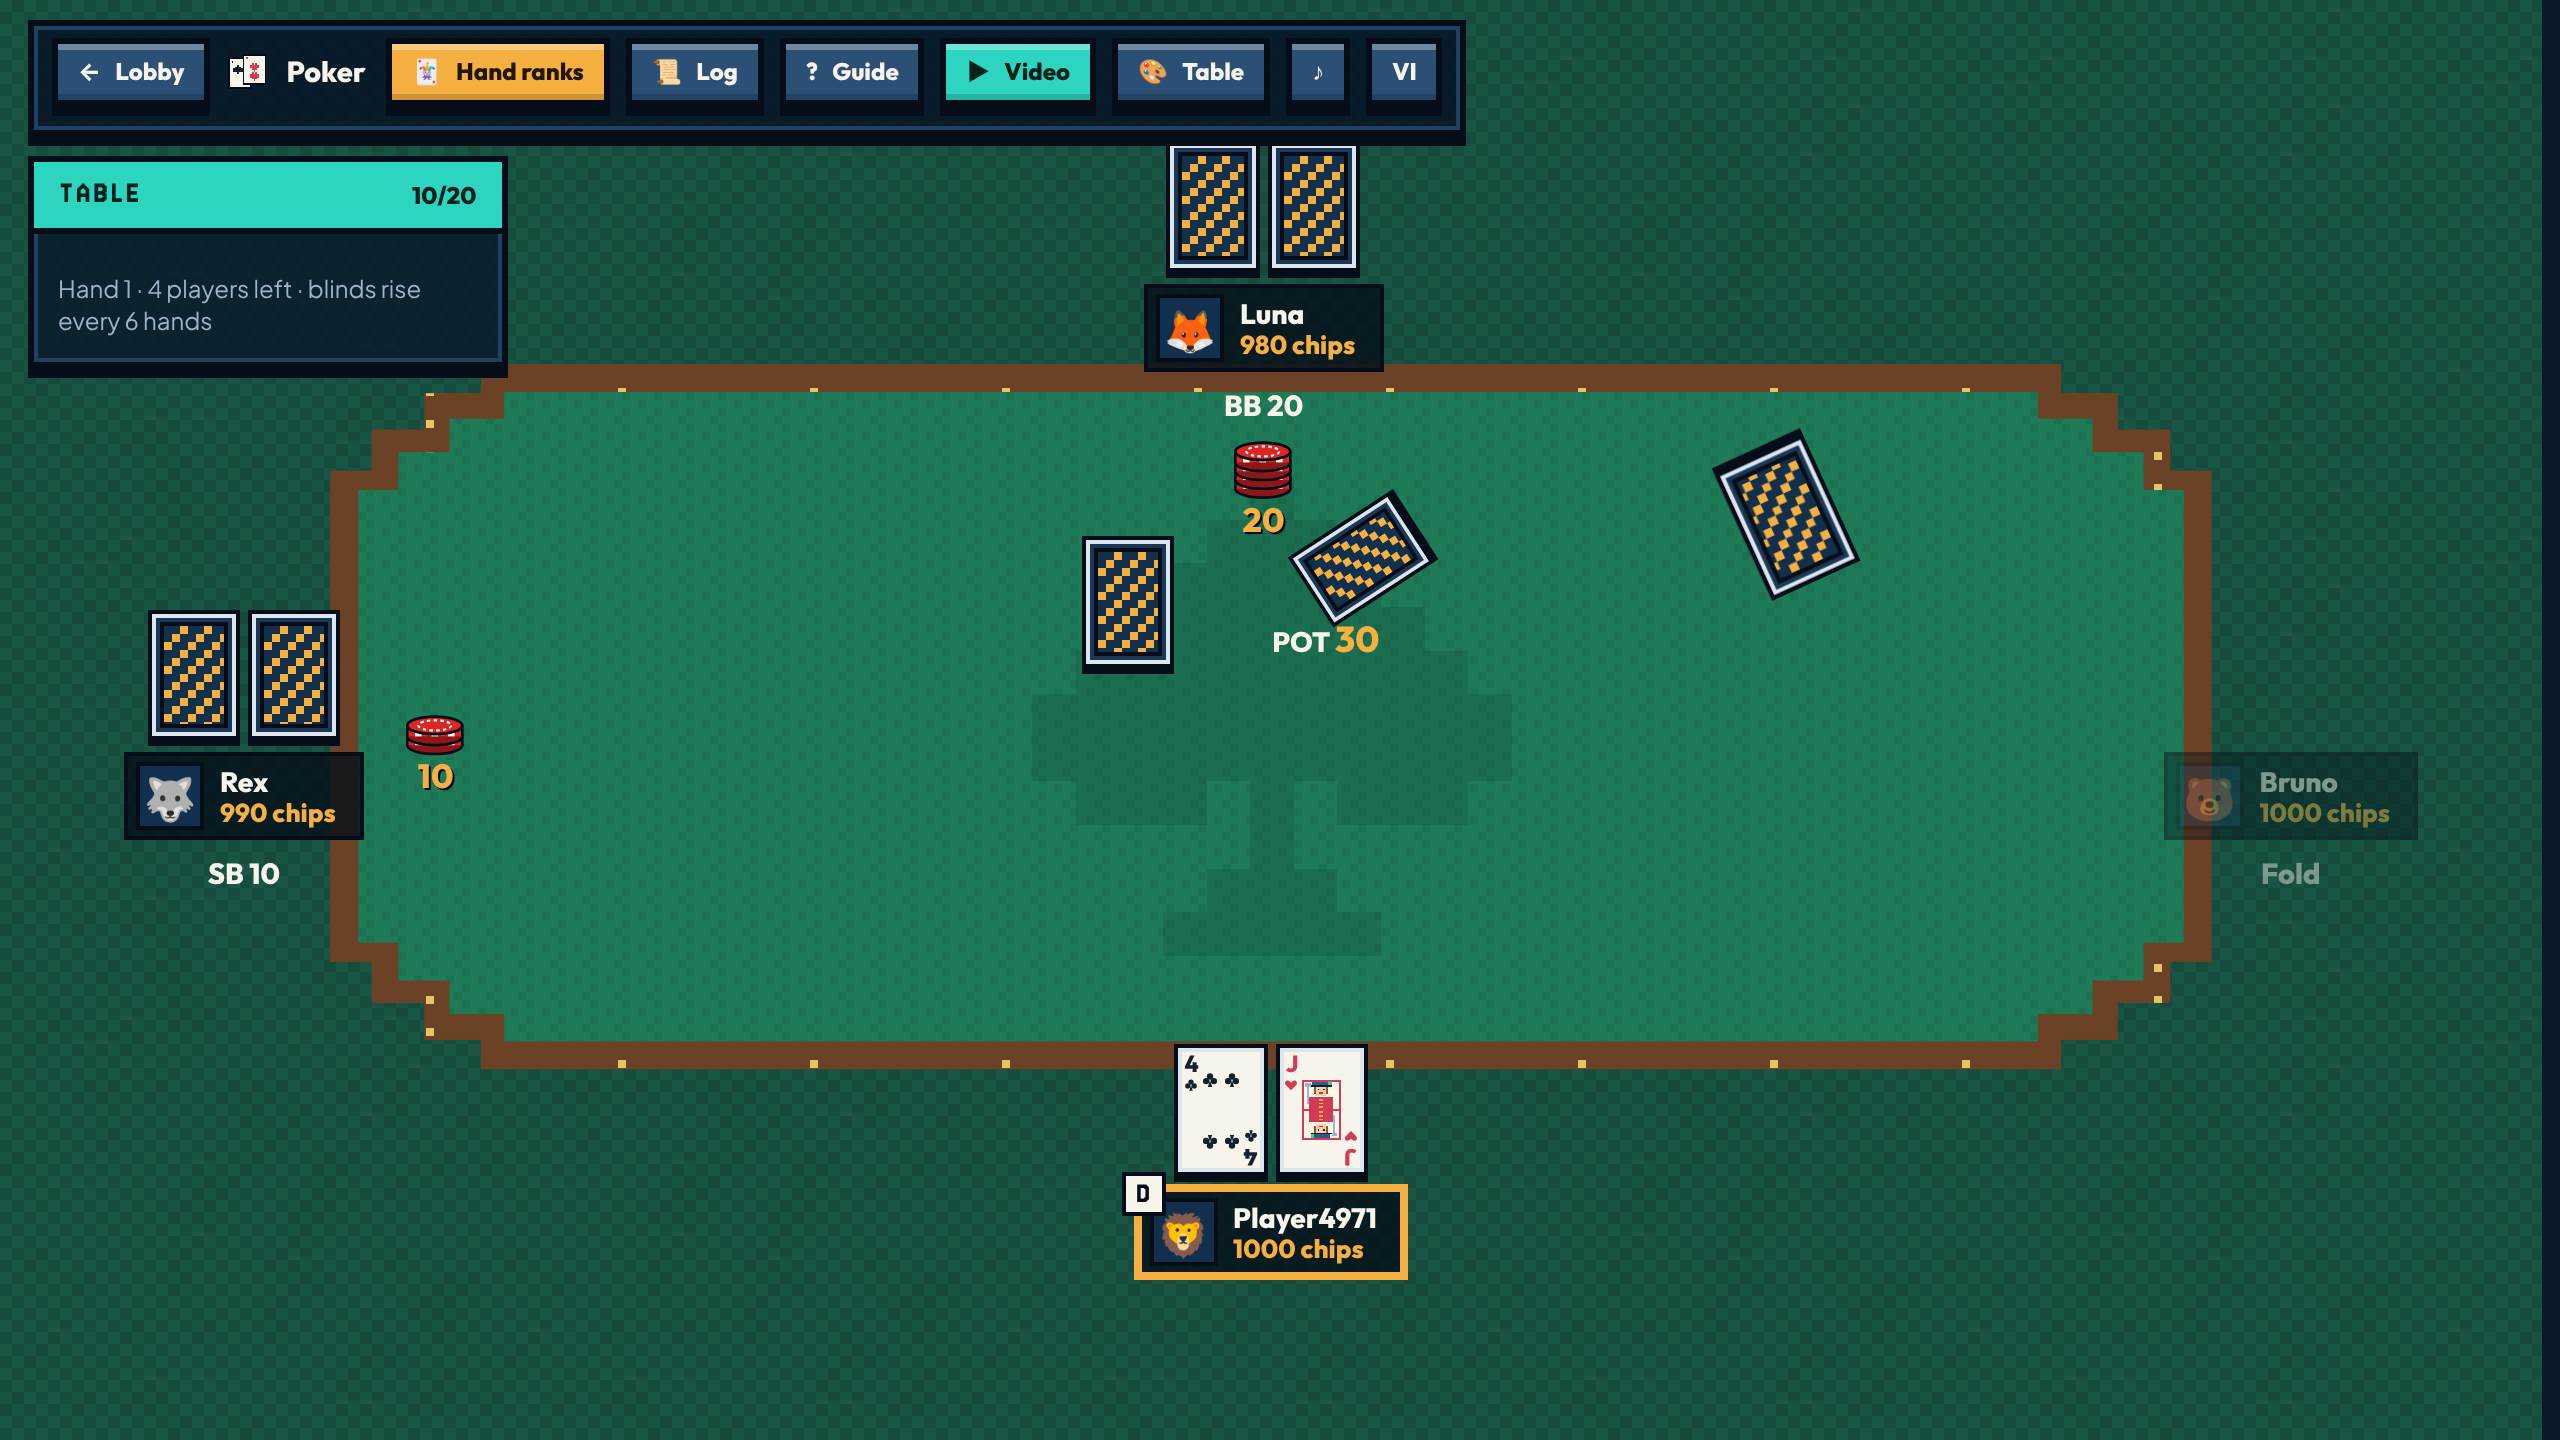 ← Lobby Poker Hand ranks Log ? Guide Video Table ♪ VI
TABLE 10/20
Hand 1 · 4 players left · blinds rise
every 6 hands
Luna
980 chips
BB 20
20
POT 30
Rex
990 chips
SB 10
10
Bruno
1000 chips
Fold
4
4
J
J
D
Player4971
1000 chips